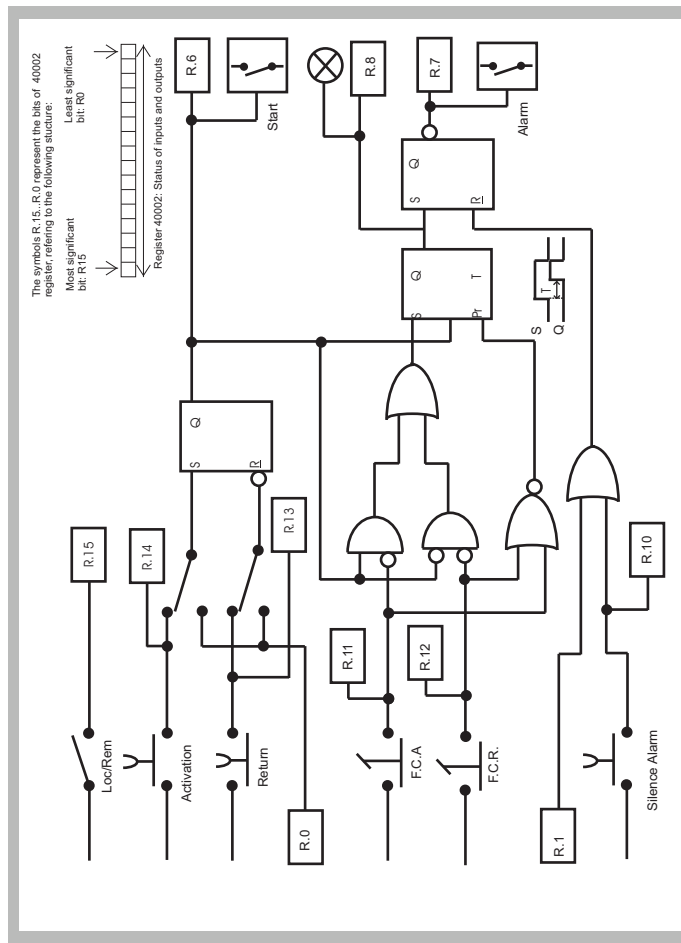 The symbols R.15...R.0 represent the bits of 40002
register, refering to the following stucture:
Most significant
bit: R15
Least significant
bit: R0
Register 40002: Status of inputs and outputs
Loc/Rem
R.15
Activation
R.14
Return
R.13
R.0
S
R
Q
R.6
Start
F.C.A
R.11
F.C.R.
R.12
S
Pr
Q
T
R.8
S
R
Q
R.7
Alarm
S
Q
T
R.1
Silence Alarm
R.10